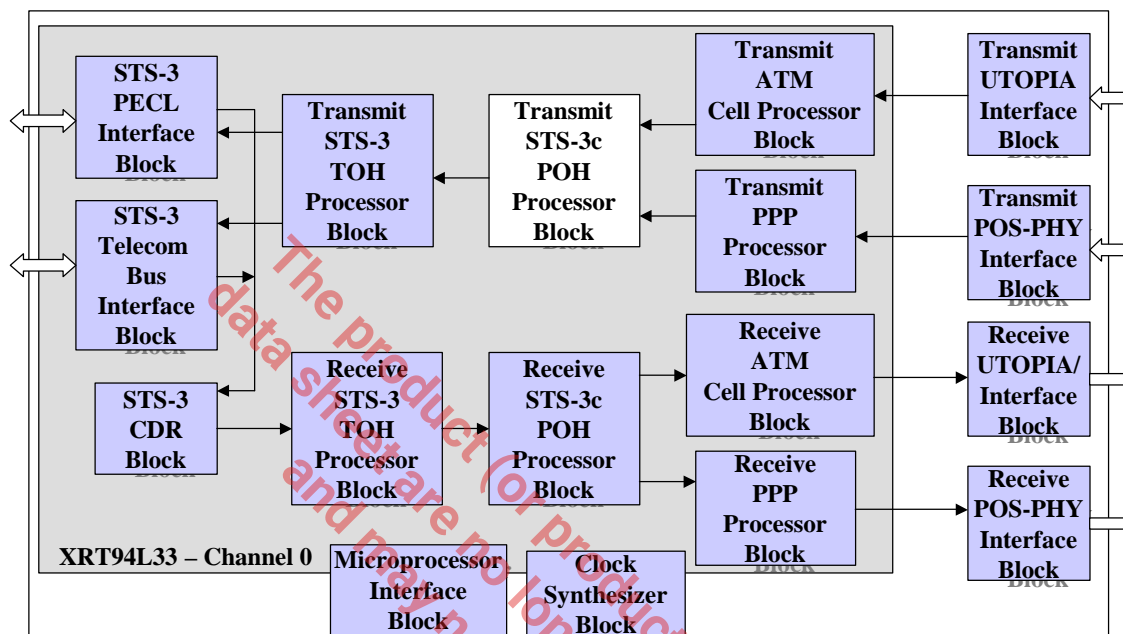 STS-3
PECL
Interface
Block
Transmit
STS-3
TOH
Processor
Block
Transmit
STS-3c
POH
Processor
Block
Transmit
ATM
Cell Processor
Block
Transmit
UTOPIA
Interface
Block
STS-3
Telecom
Bus
Interface
Block
Transmit
PPP
Processor
Block
Transmit
POS-PHY
Interface
Block
STS-3
CDR
Block
Receive
STS-3
TOH
Processor
Block
Receive
STS-3c
POH
Processor
Block
Receive
ATM
Cell Processor
Block
Receive
UTOPIA/
Interface
Block
Receive
PPP
Processor
Block
Receive
POS-PHY
Interface
Block
XRT94L33 – Channel 0
Microprocessor
Interface
Block
Clock
Synthesizer
Block
The product (or product
data sheet are no lon
and may n